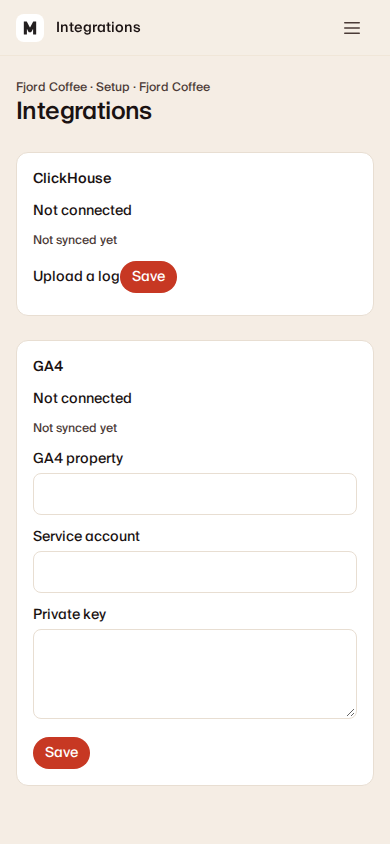 M Integrations
Fjord Coffee · Setup · Fjord Coffee
Integrations
ClickHouse
Not connected
Not synced yet
Upload a log Save
GA4
Not connected
Not synced yet
GA4 property
Service account
Private key
Save